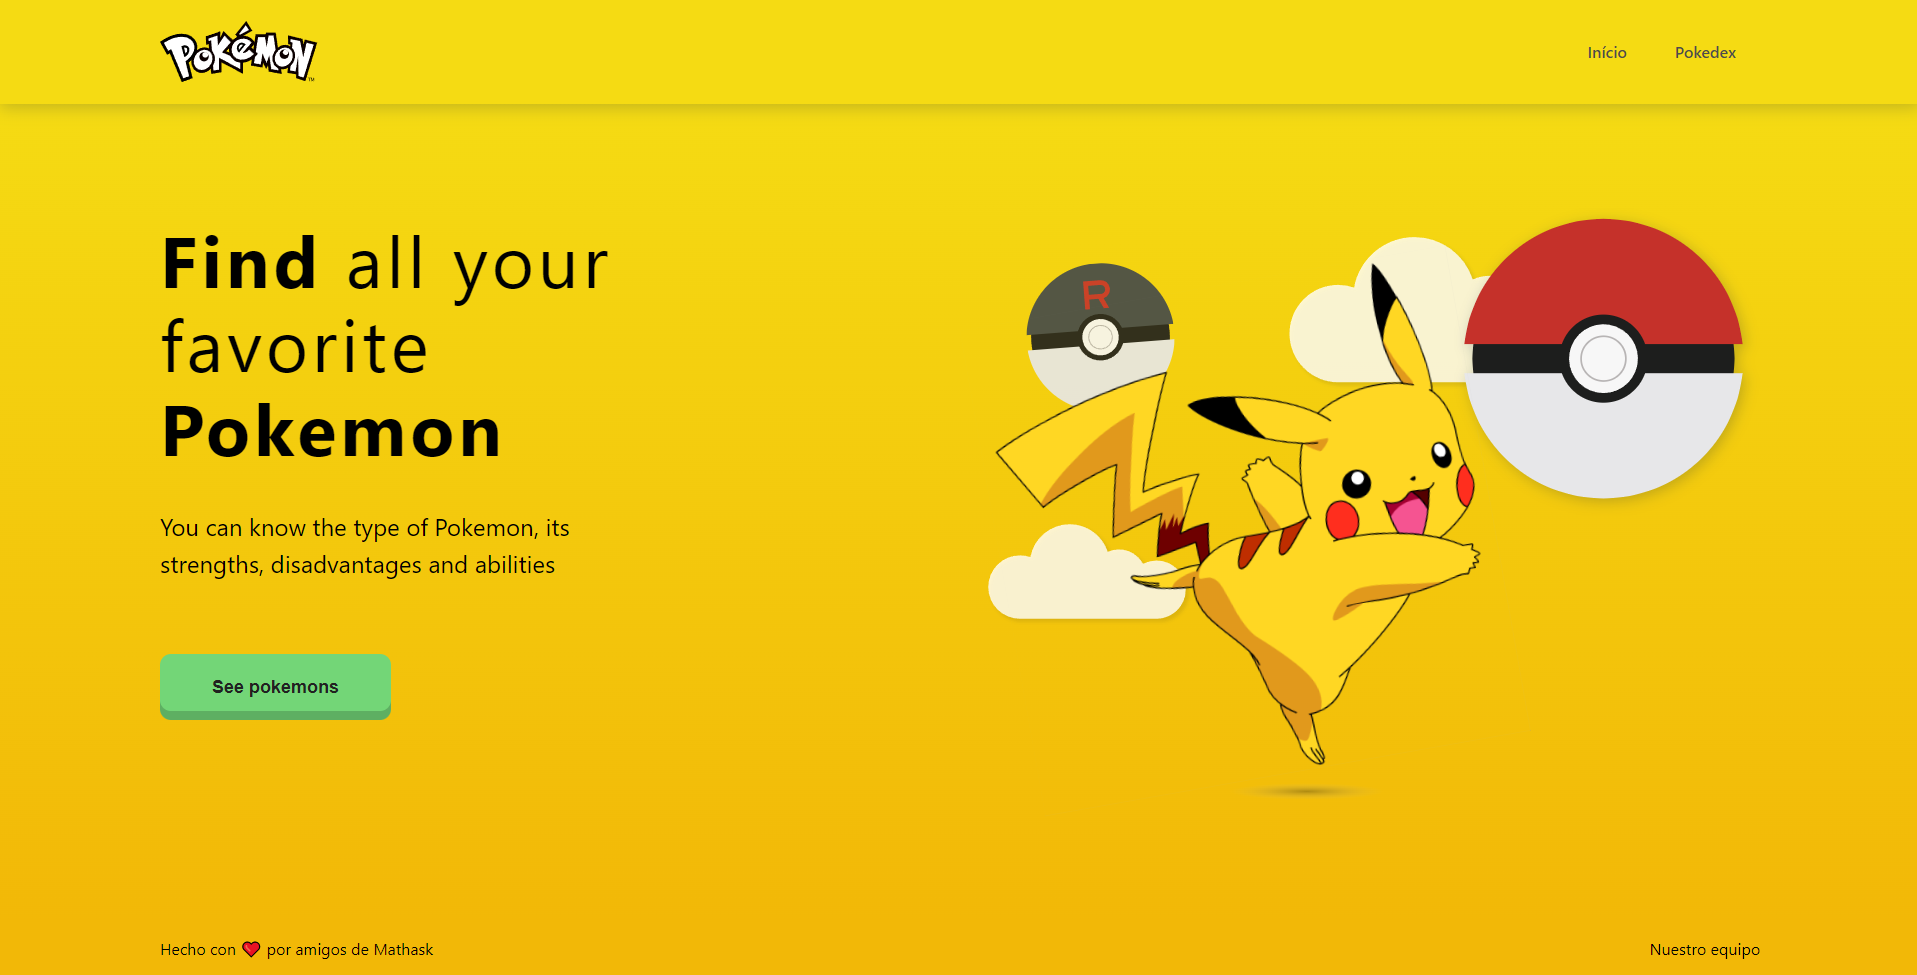 POKéMON
Início
Pokedex
R
Find all your
favorite
Pokemon
You can know the type of Pokemon, its
strengths, disadvantages and abilities
See pokemons
Hecho con ❤ por amigos de Mathask
Nuestro equipo